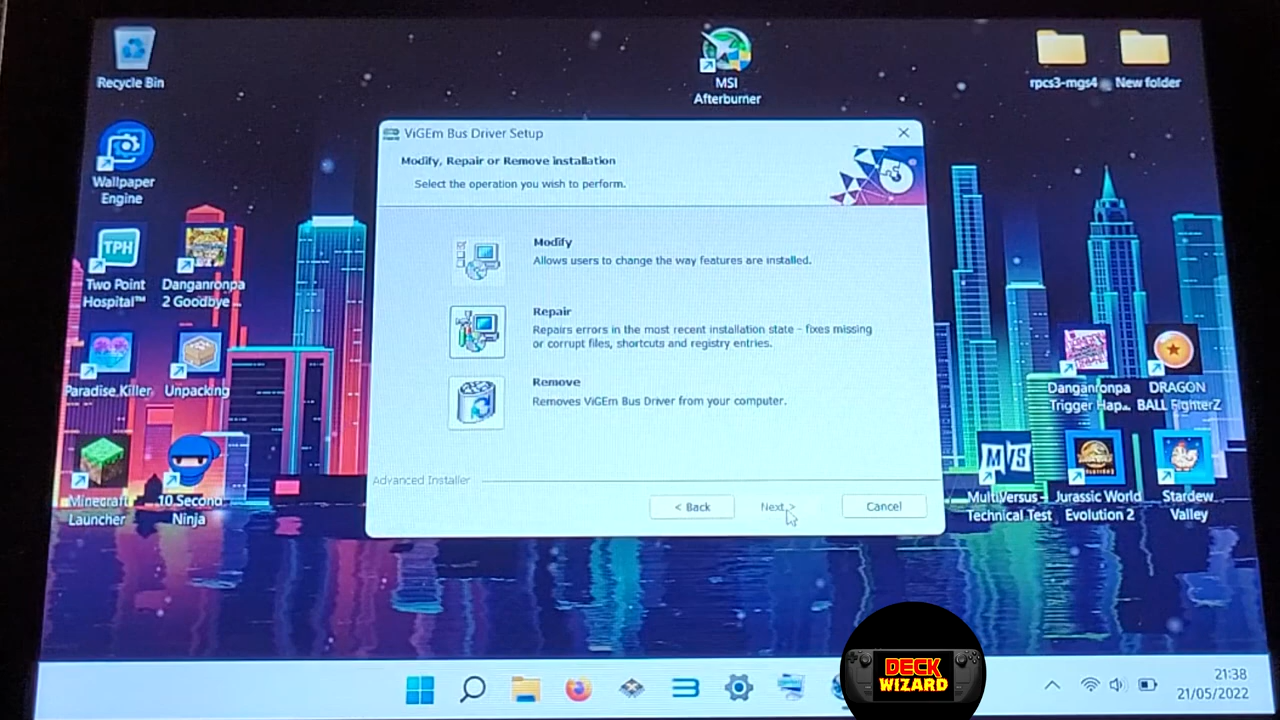 Recycle Bin
MSI
Afterburner
rpcs3-mgs4
New folder
Wallpaper
Engine
TPH
Two Point
Hospital™
Danganronpa
2 Goodbye ...
Paradise Killer
Unpacking
Minecraft
Launcher
10 Second
Ninja
ViGEm Bus Driver Setup
Modify, Repair or Remove installation
Select the operation you wish to perform.
Modify
Allows users to change the way features are installed.
Repair
Repairs errors in the most recent installation state - fixes missing
or corrupt files, shortcuts and registry entries.
Remove
Removes ViGEm Bus Driver from your computer.
Advanced Installer
< Back
Next >
Cancel
Danganronpa
Trigger Hap...
DRAGON
BALL FighterZ
M/S
MultiVersus -
Technical Test
Jurassic World
Evolution 2
Stardew
Valley
DECK
WIZARD
21:38
21/05/2022